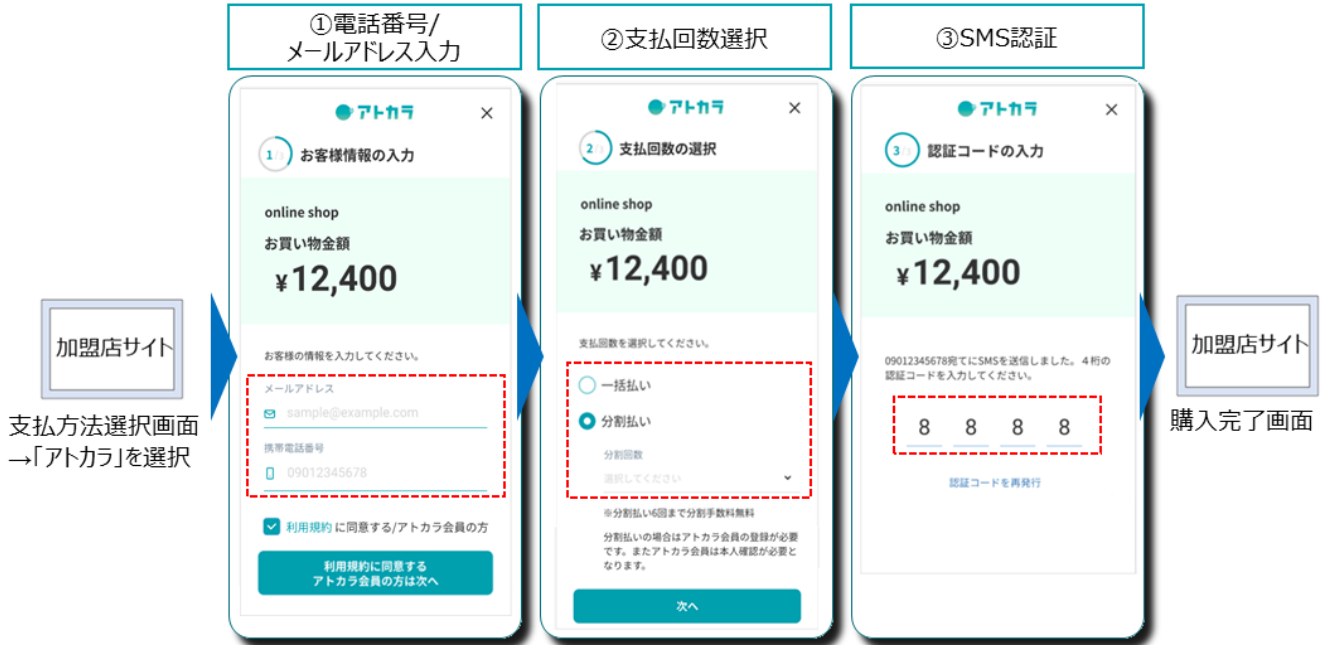 ①電話番号/
メールアドレス入力
②支払回数選択
③SMS認証
加盟店サイト
支払方法選択画面
→「アトカラ」を選択
アトカラ ×
1/3 お客様情報の入力
online shop
お買い物金額
¥12,400
お客様の情報を入力してください。
メールアドレス
sample@example.com
携帯電話番号
09012345678
利用規約 に同意する/アトカラ会員の方
利用規約に同意する
アトカラ会員の方は次へ
アトカラ ×
2/3 支払回数の選択
online shop
お買い物金額
¥12,400
支払回数を選択してください。
一括払い
分割払い
分割回数
選択してください
※分割払い6回まで分割手数料無料
分割払いの場合はアトカラ会員の登録が必要
です。またアトカラ会員は本人確認が必要と
なります。
次へ
アトカラ ×
3/3 認証コードの入力
online shop
お買い物金額
¥12,400
09012345678宛てにSMSを送信しました。4桁の
認証コードを入力してください。
8 8 8 8
認証コードを再発行
加盟店サイト
購入完了画面